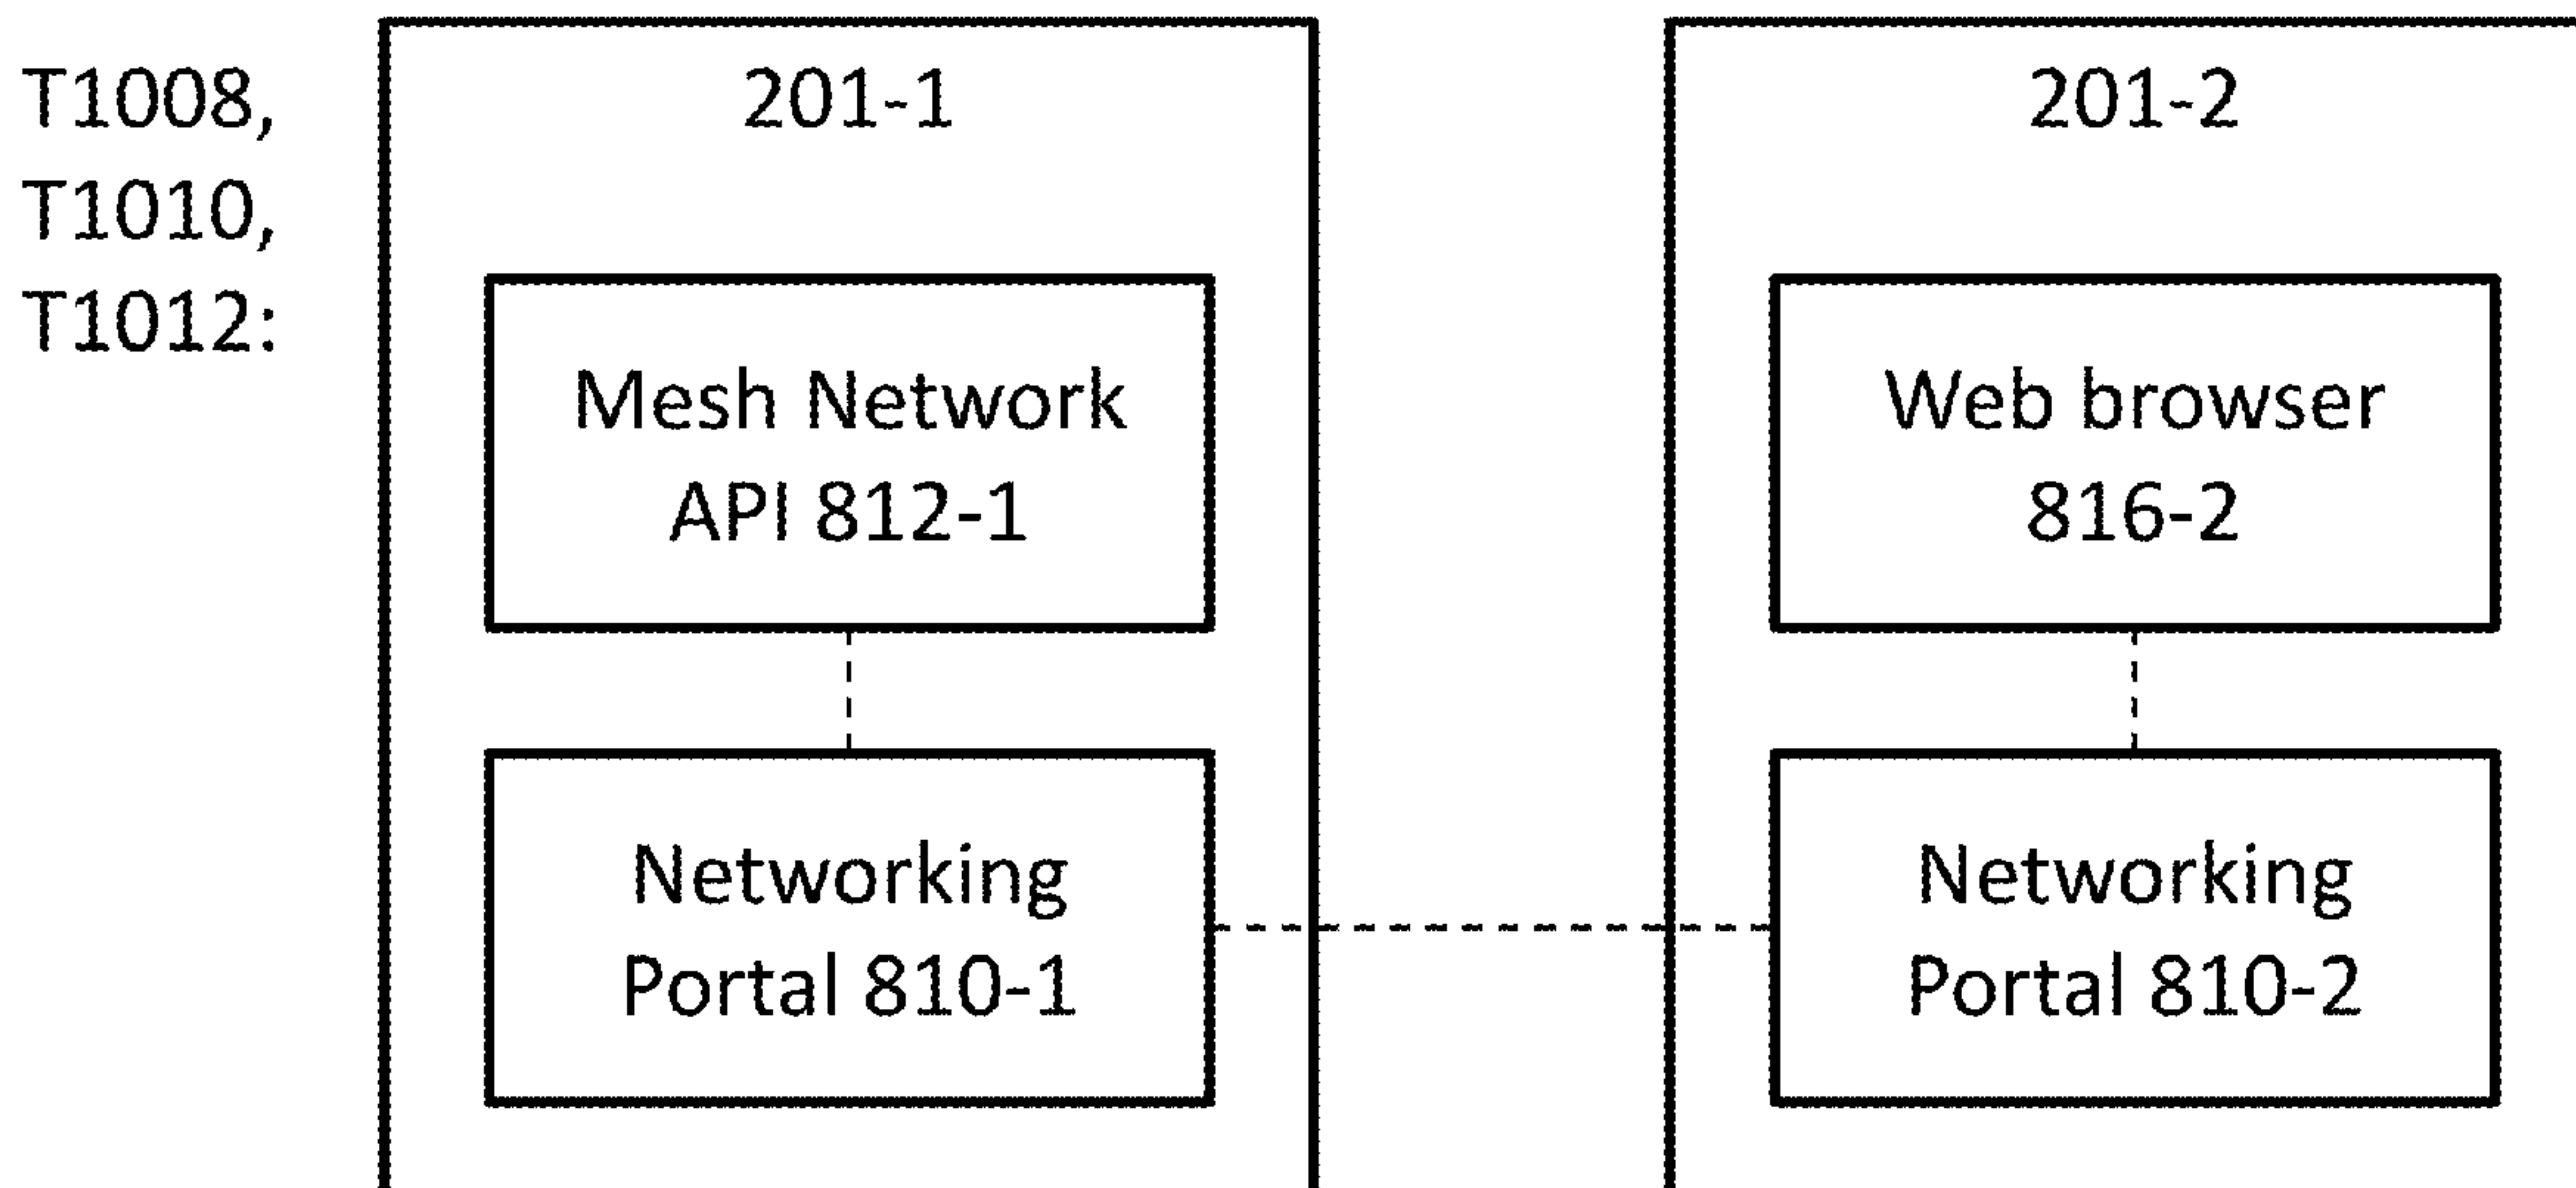 T1008,
T1010,
T1012:
201-1
Mesh Network
API 812-1
Networking
Portal 810-1
201-2
Web browser
816-2
Networking
Portal 810-2